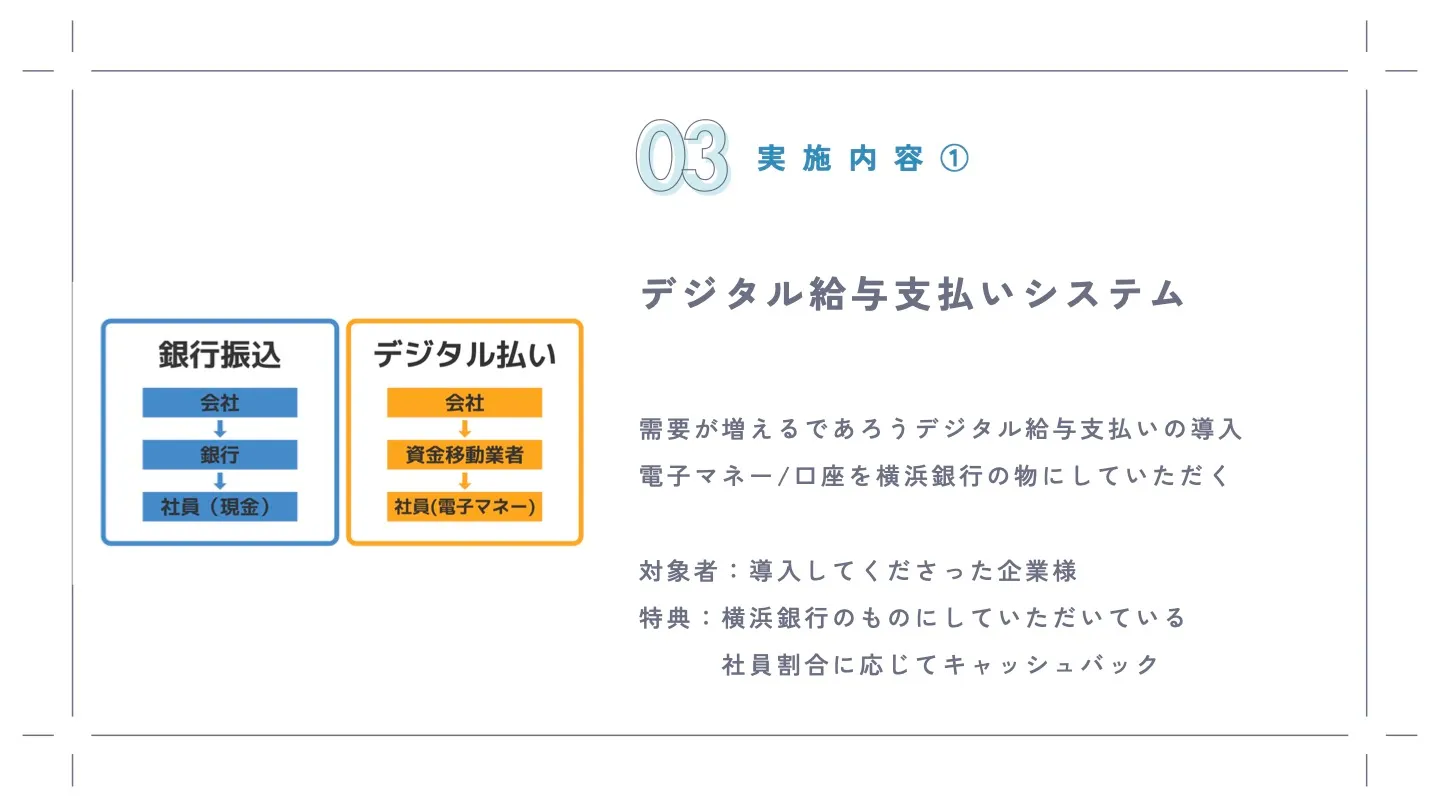 03 実施内容①
デジタル給与支払いシステム
銀行振込
会社
銀行
社員（現金）
デジタル払い
会社
資金移動業者
社員(電子マネー)
需要が増えるであろうデジタル給与支払いの導入
電子マネー/口座を横浜銀行の物にしていただく
対象者：導入してくださった企業様
特典：横浜銀行のものにしていただいている
社員割合に応じてキャッシュバック